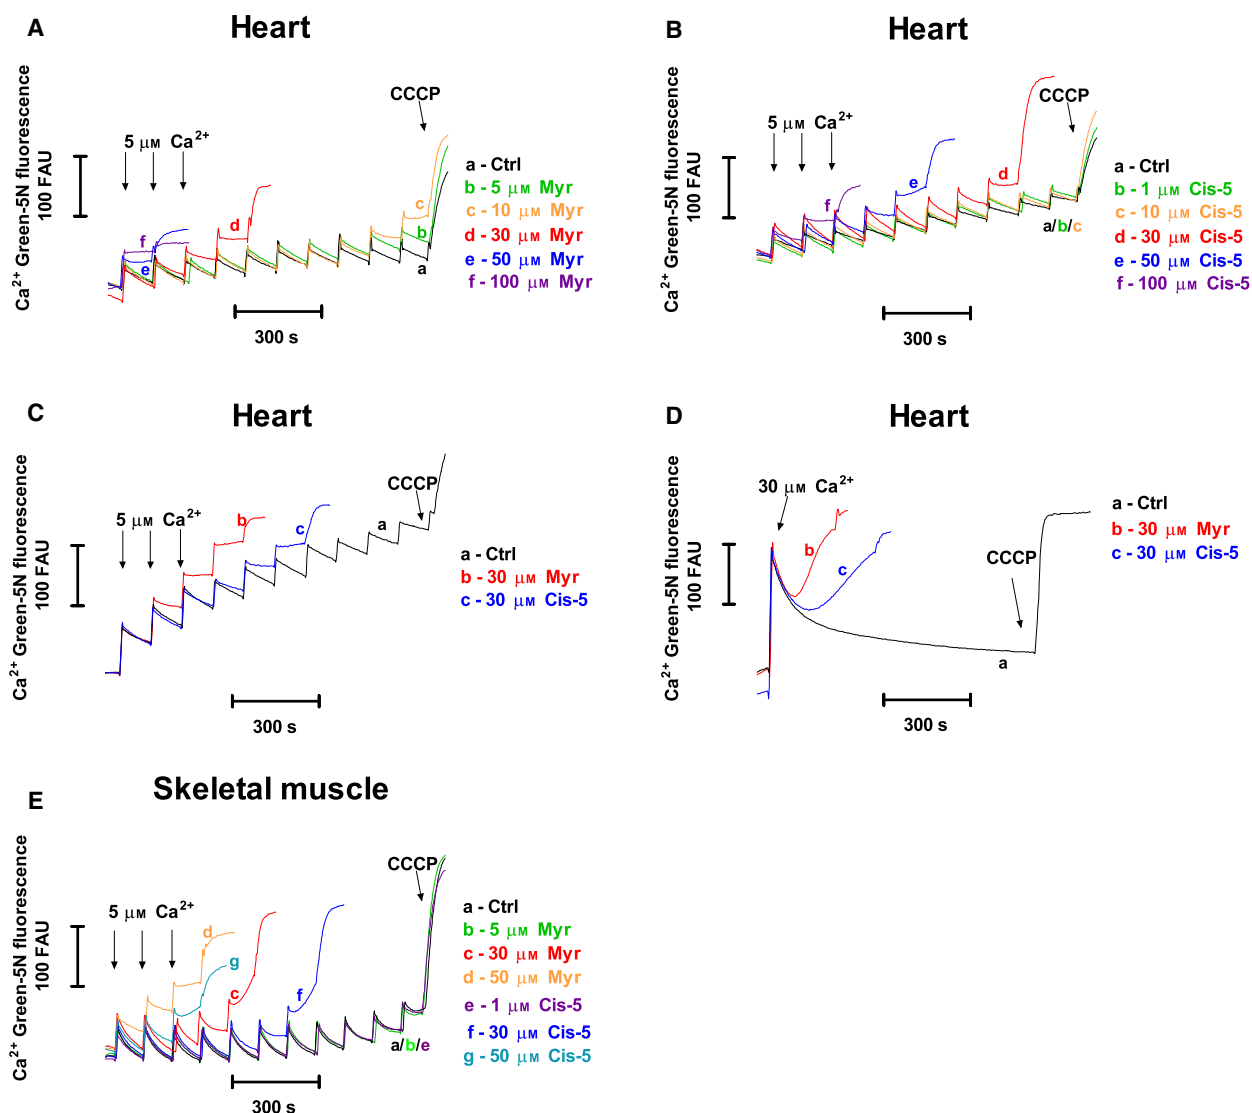 A
Heart
Ca2+ Green-5N fluorescence
100 FAU
5 μM Ca2+
CCCP
f
e
d
c
b
a
a - Ctrl
b - 5 μM Myr
c - 10 μM Myr
d - 30 μM Myr
e - 50 μM Myr
f - 100 μM Myr
300 s
B
Heart
Ca2+ Green-5N fluorescence
100 FAU
5 μM Ca2+
CCCP
f
e
d
a/b/c
a - Ctrl
b - 1 μM Cis-5
c - 10 μM Cis-5
d - 30 μM Cis-5
e - 50 μM Cis-5
f - 100 μM Cis-5
300 s
C
Heart
Ca2+ Green-5N fluorescence
100 FAU
5 μM Ca2+
CCCP
b
c
a
a - Ctrl
b - 30 μM Myr
c - 30 μM Cis-5
300 s
D
Heart
Ca2+ Green-5N fluorescence
100 FAU
30 μM Ca2+
CCCP
b
c
a
a - Ctrl
b - 30 μM Myr
c - 30 μM Cis-5
300 s
E
Skeletal muscle
Ca2+ Green-5N fluorescence
100 FAU
5 μM Ca2+
CCCP
d
g
c
f
a/b/e
a - Ctrl
b - 5 μM Myr
c - 30 μM Myr
d - 50 μM Myr
e - 1 μM Cis-5
f - 30 μM Cis-5
g - 50 μM Cis-5
300 s